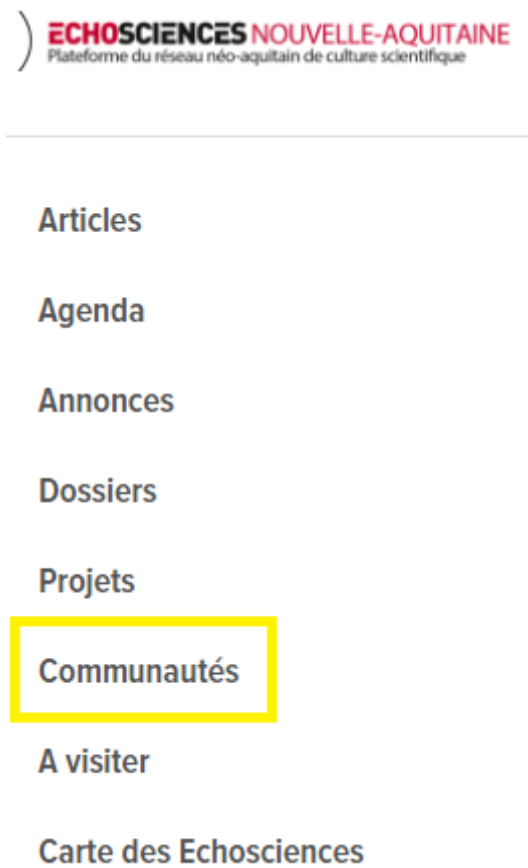 ECHOSCIENCES NOUVELLE-AQUITAINE
Plateforme du réseau néo-aquitain de culture scientifique
Articles
Agenda
Annonces
Dossiers
Projets
Communautés
A visiter
Carte des Echosciences